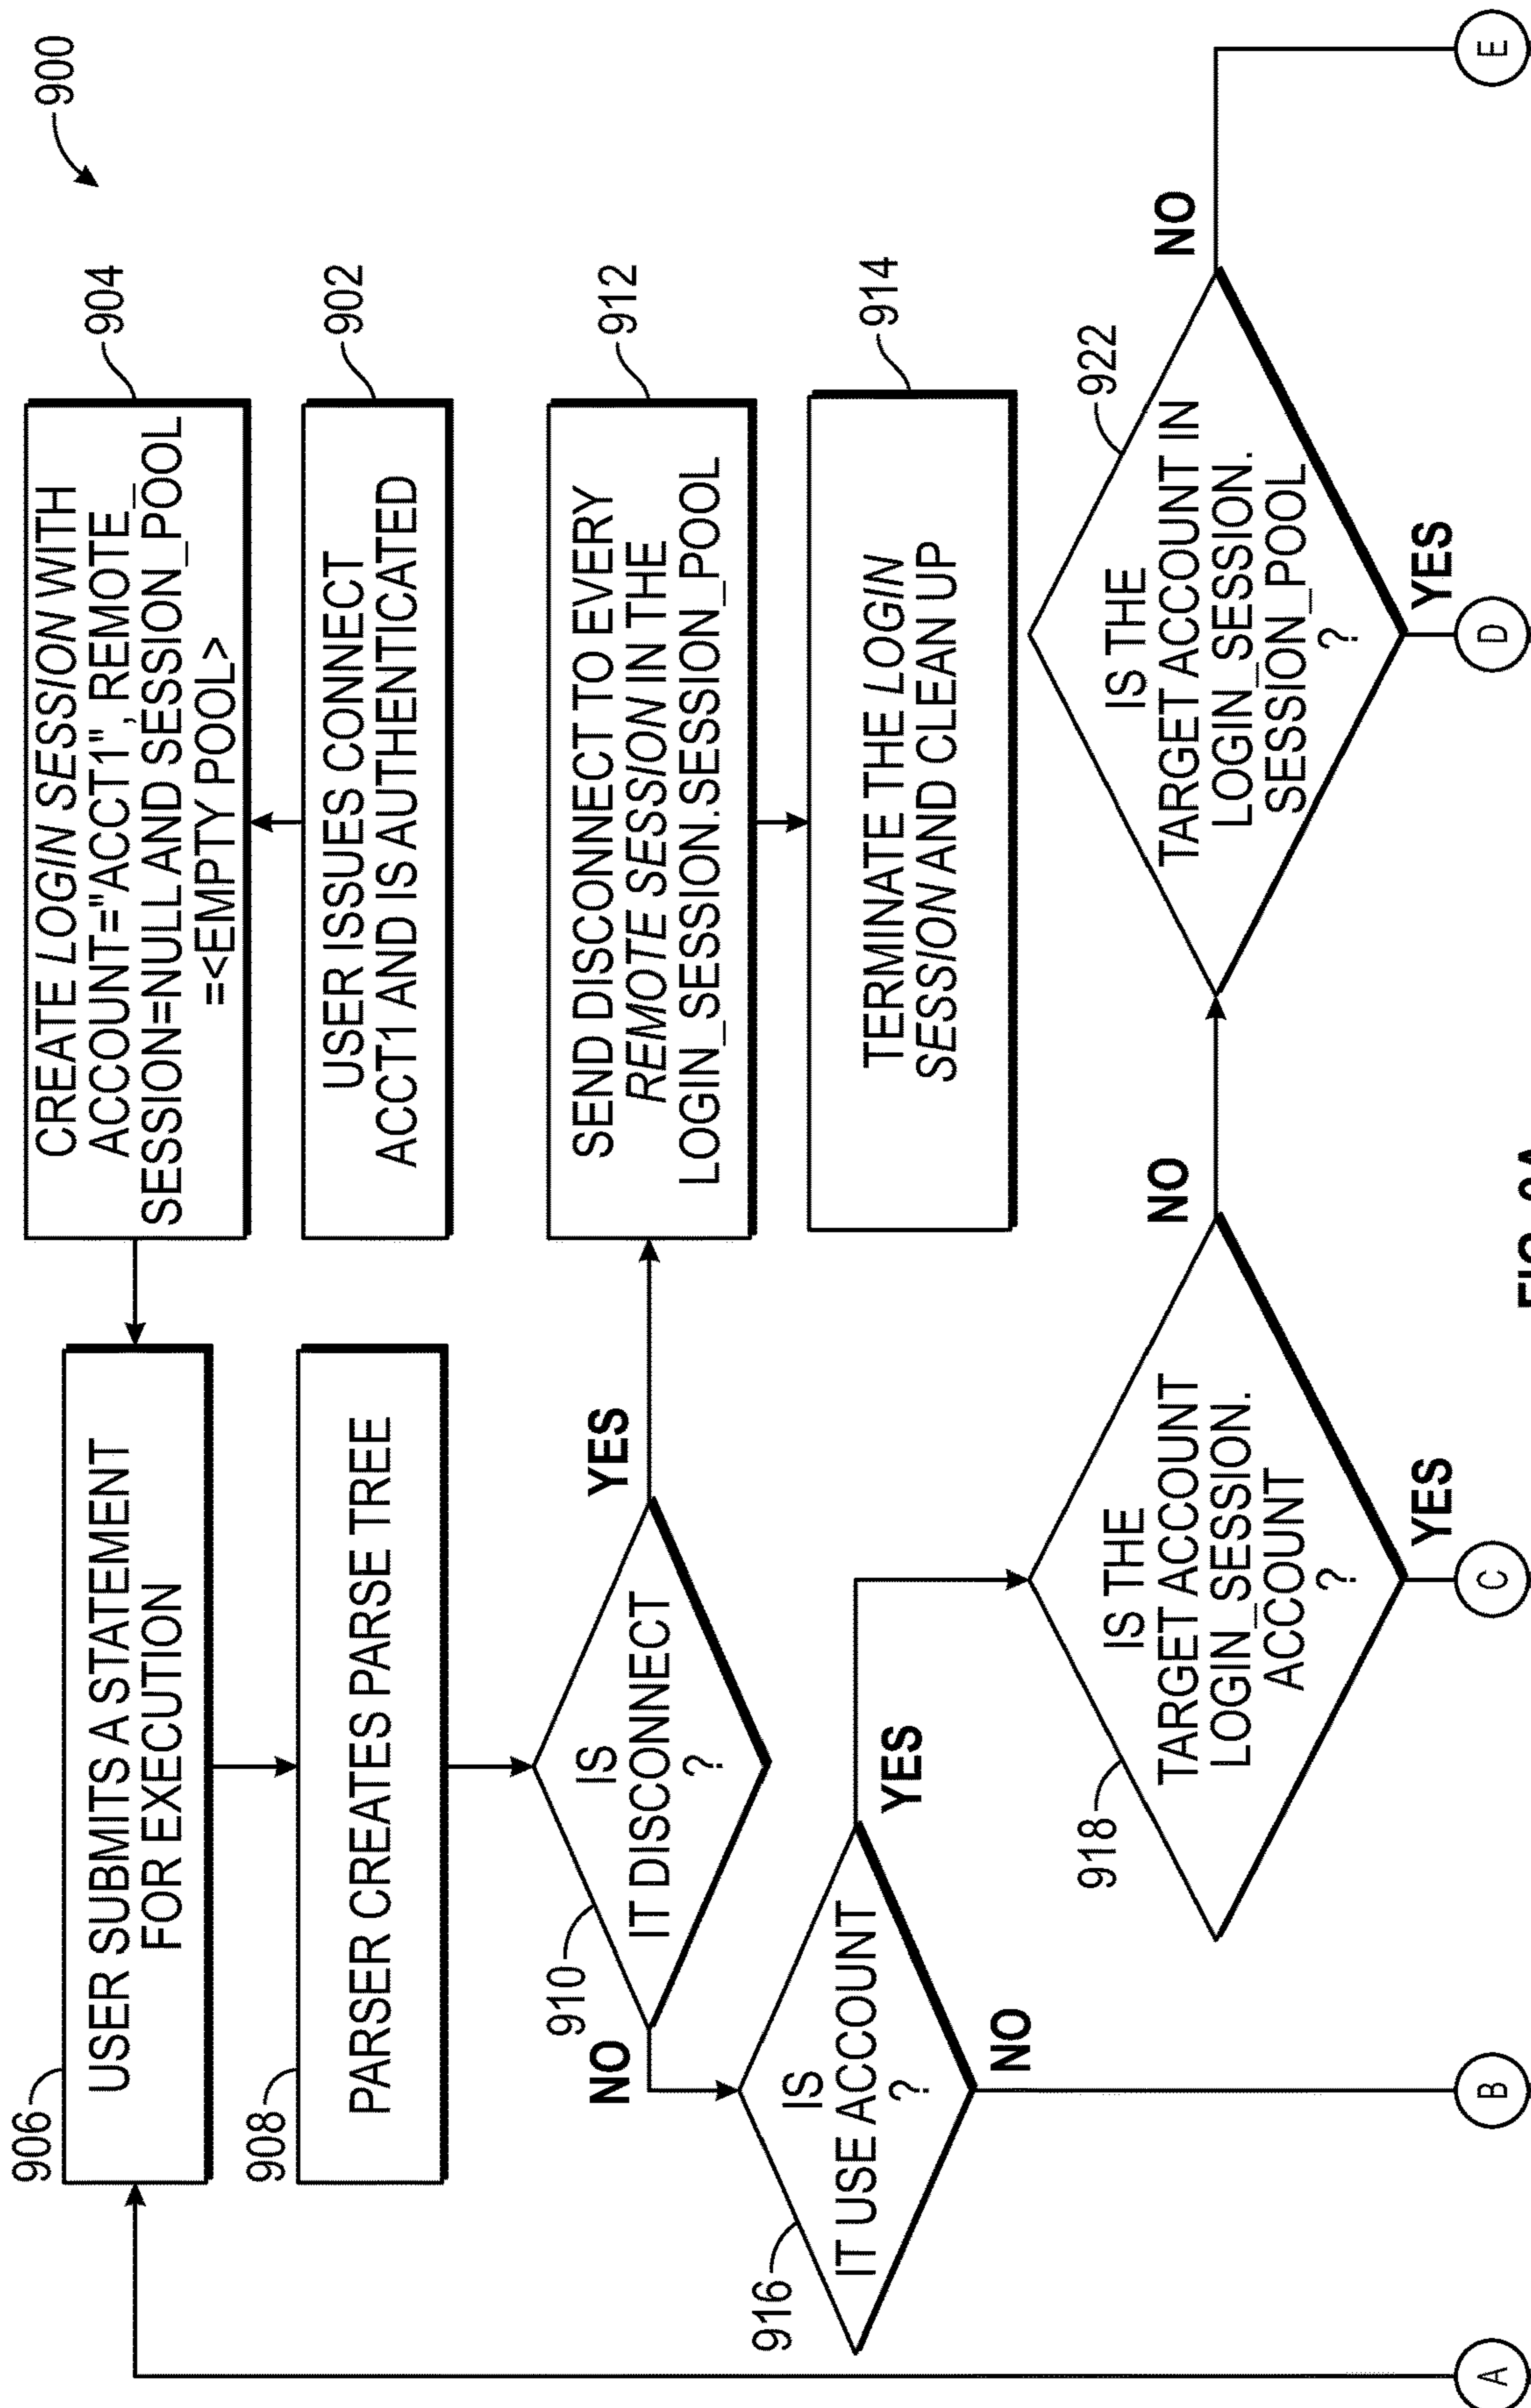 900
906
USER SUBMITS A STATEMENT
FOR EXECUTION
CREATE LOGIN SESSION WITH
ACCOUNT="ACCT1", REMOTE_
SESSION=NULL AND SESSION_POOL
=<EMPTY POOL>
904
908
PARSER CREATES PARSE TREE
USER ISSUES CONNECT
ACCT1 AND IS AUTHENTICATED
902
910
IS
IT DISCONNECT
?
YES
NO
SEND DISCONNECT TO EVERY
REMOTE SESSION IN THE
LOGIN_SESSION.SESSION_POOL
912
916
IS
IT USE ACCOUNT
?
YES
NO
TERMINATE THE LOGIN
SESSION AND CLEAN UP
914
918
IS THE
TARGET ACCOUNT
LOGIN_SESSION.
ACCOUNT
?
NO
YES
922
IS THE
TARGET ACCOUNT IN
LOGIN_SESSION.
SESSION_POOL
?
NO
YES
A
B
C
D
E
FIG. 9A